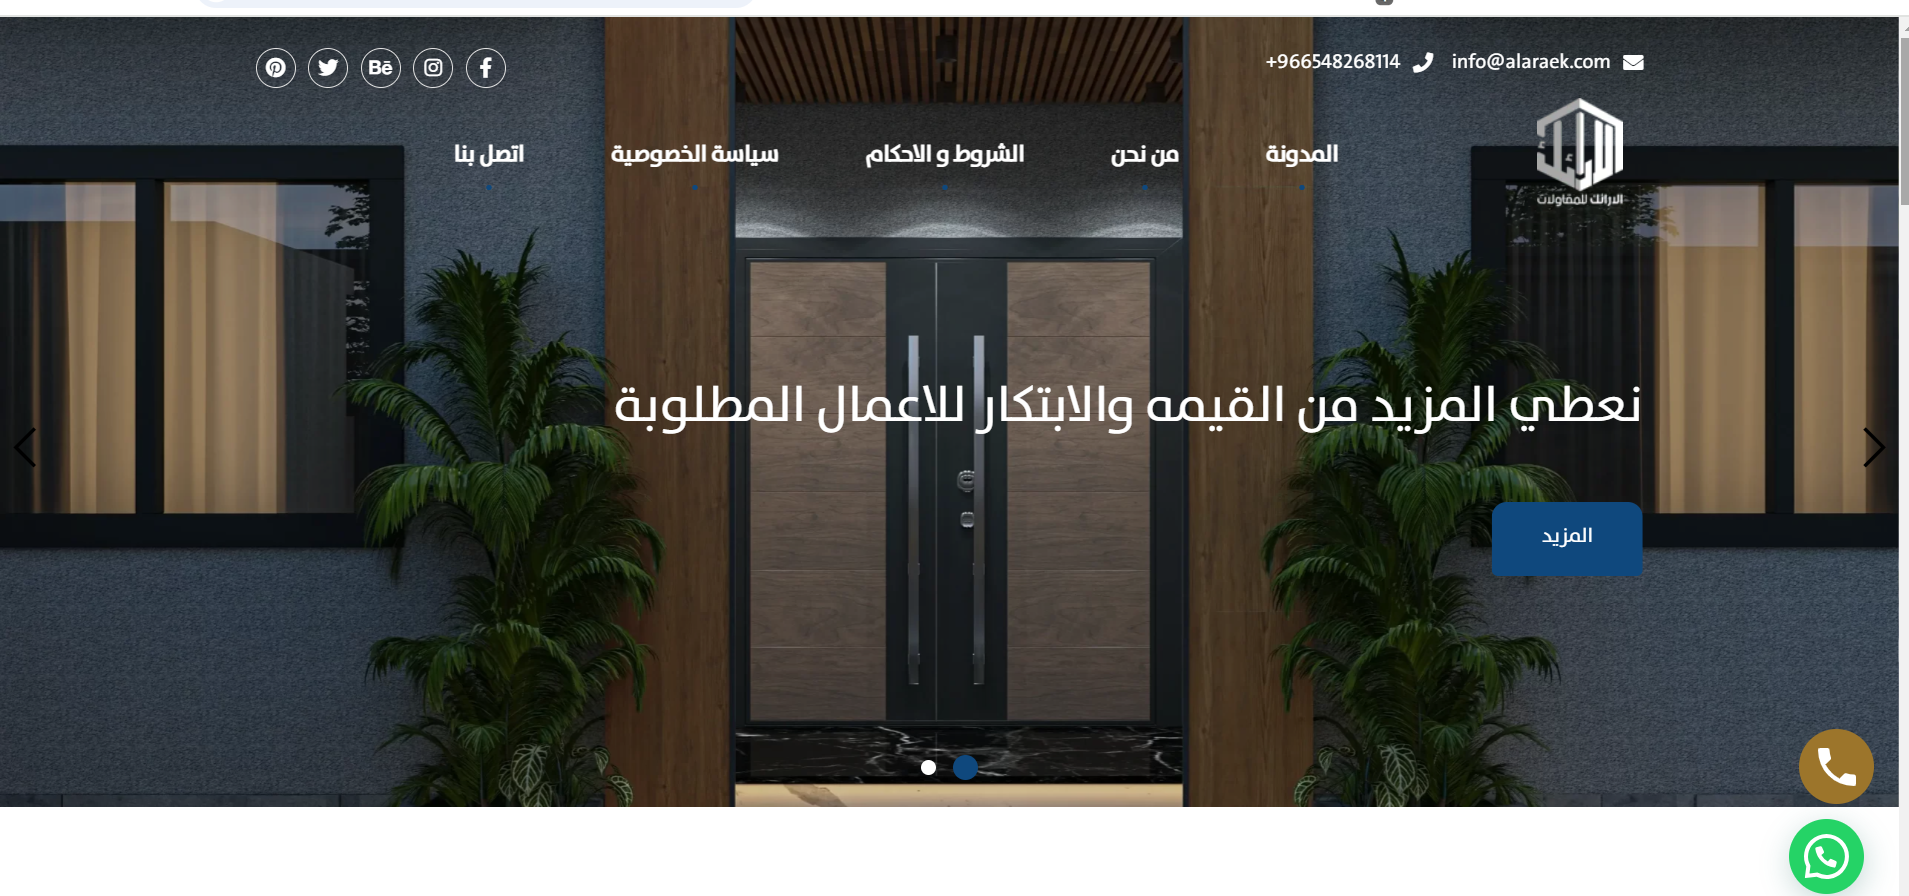 info@alaraek.com
+966548268114
Bē
الارائك للمقاولات
المدونة
من نحن
الشروط و الاحكام
سياسة الخصوصية
اتصل بنا
نعطي المزيد من القيمه والابتكار للاعمال المطلوبة
المزيد